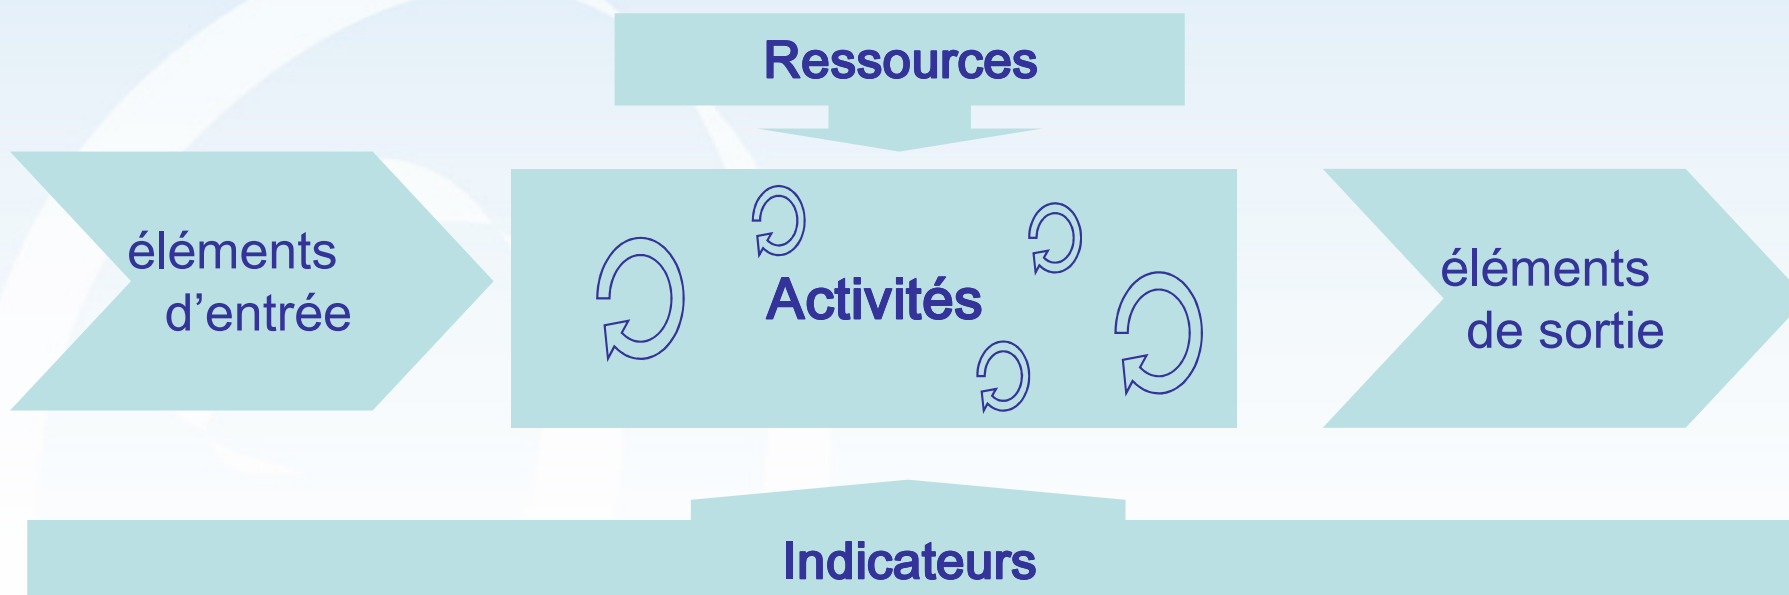 Ressources
éléments
d’entrée
Activités
éléments
de sortie
Indicateurs